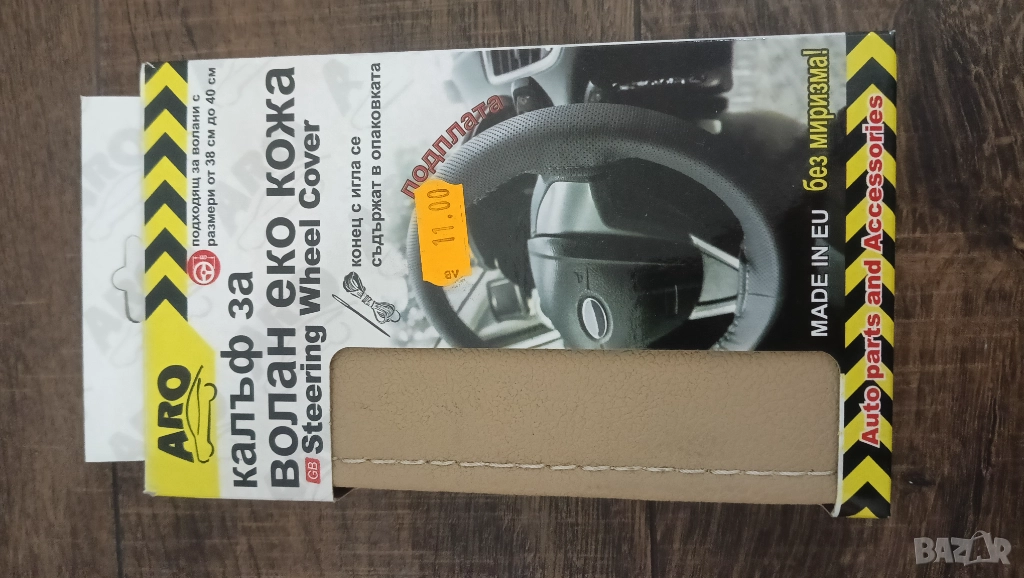 ARO
подходящ за волани с
размери от 38 см до 40 см
калъф за
волан еко кожа
GB Steering Wheel Cover
конец с игла се
съдържат в опаковката
подплата
11.00
MADE IN EU
без миризма!
Auto parts and Accessories
BAZAR